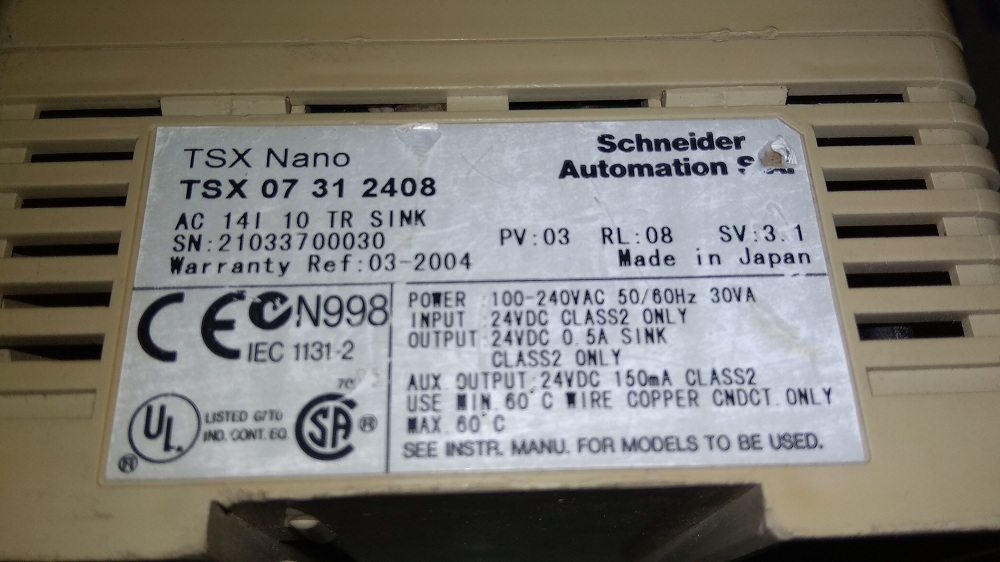 TSX Nano
TSX 07 31 2408
Schneider
Automation
AC 14I 10 TR SINK
SN:21033700030
PV:03 RL:08 SV:3.1
Warranty Ref:03-2004
Made in Japan
CE N998
IEC 1131-2
UL
LISTED
IND. CONT. EQ.
SA ®
®
POWER :100-240VAC 50/60Hz 30VA
INPUT :24VDC CLASS2 ONLY
OUTPUT:24VDC 0.5A SINK
CLASS2 ONLY
AUX OUTPUT:24VDC 150mA CLASS2
USE MIN.60°C WIRE COPPER CNDCT.ONLY
MAX.60°C
SEE INSTR. MANU. FOR MODELS TO BE USED.